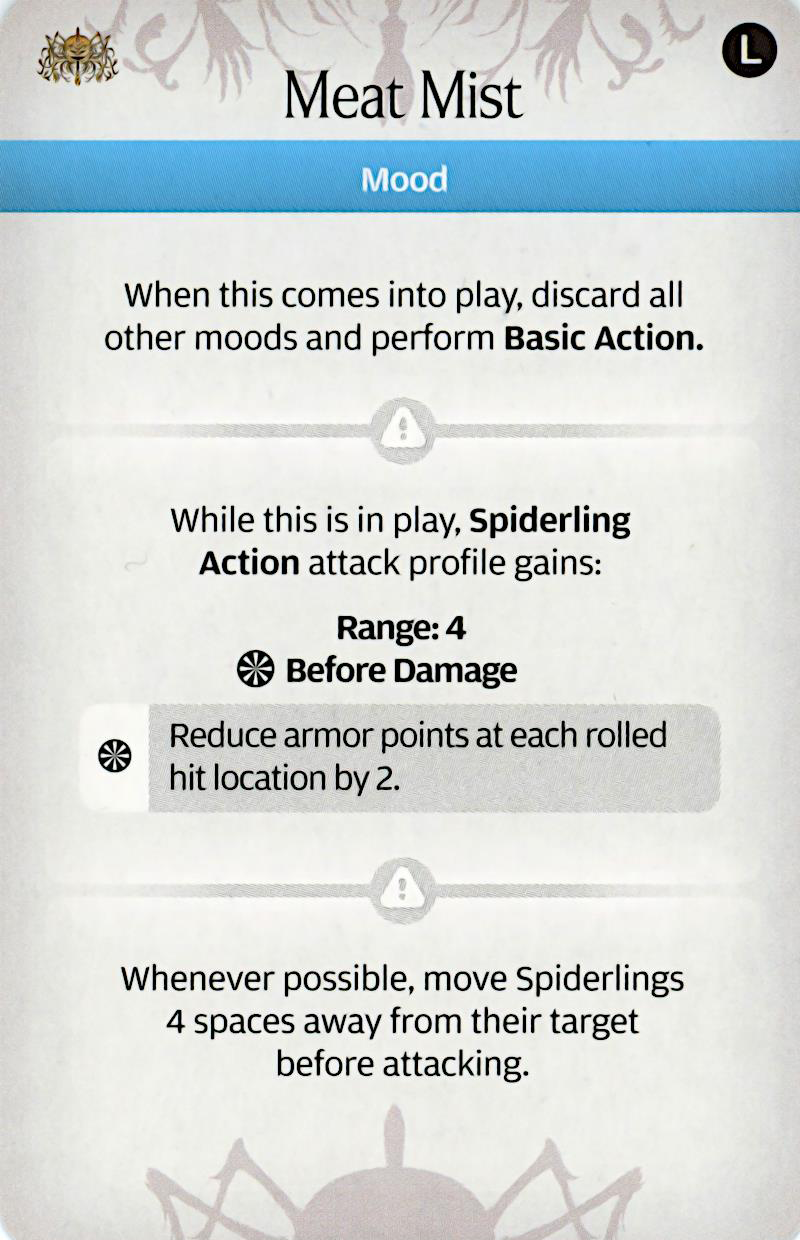 L
Meat Mist
Mood
When this comes into play, discard all
other moods and perform Basic Action.
While this is in play, Spiderling
Action attack profile gains:
Range: 4
Before Damage
Reduce armor points at each rolled
hit location by 2.
Whenever possible, move Spiderlings
4 spaces away from their target
before attacking.